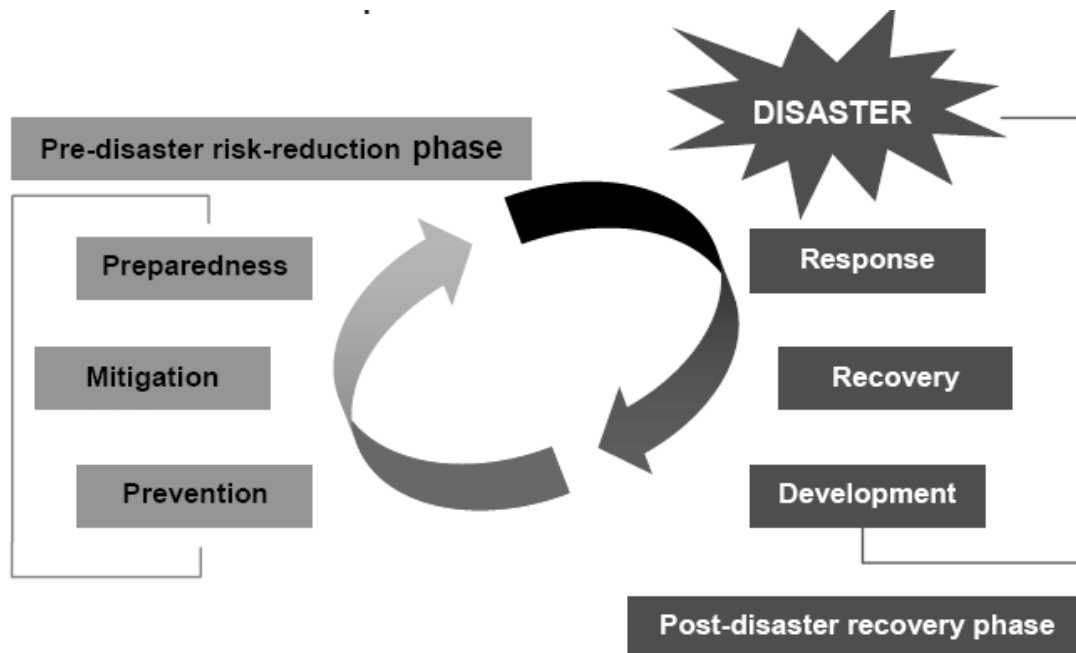 DISASTER
Pre-disaster risk-reduction phase
Preparedness
Response
Mitigation
Recovery
Prevention
Development
Post-disaster recovery phase